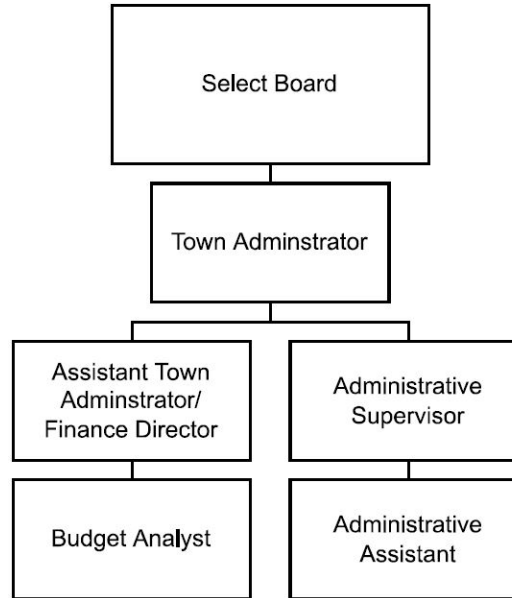 Select Board
Town Adminstrator
Assistant Town
Adminstrator/
Finance Director
Administrative
Supervisor
Budget Analyst
Administrative
Assistant